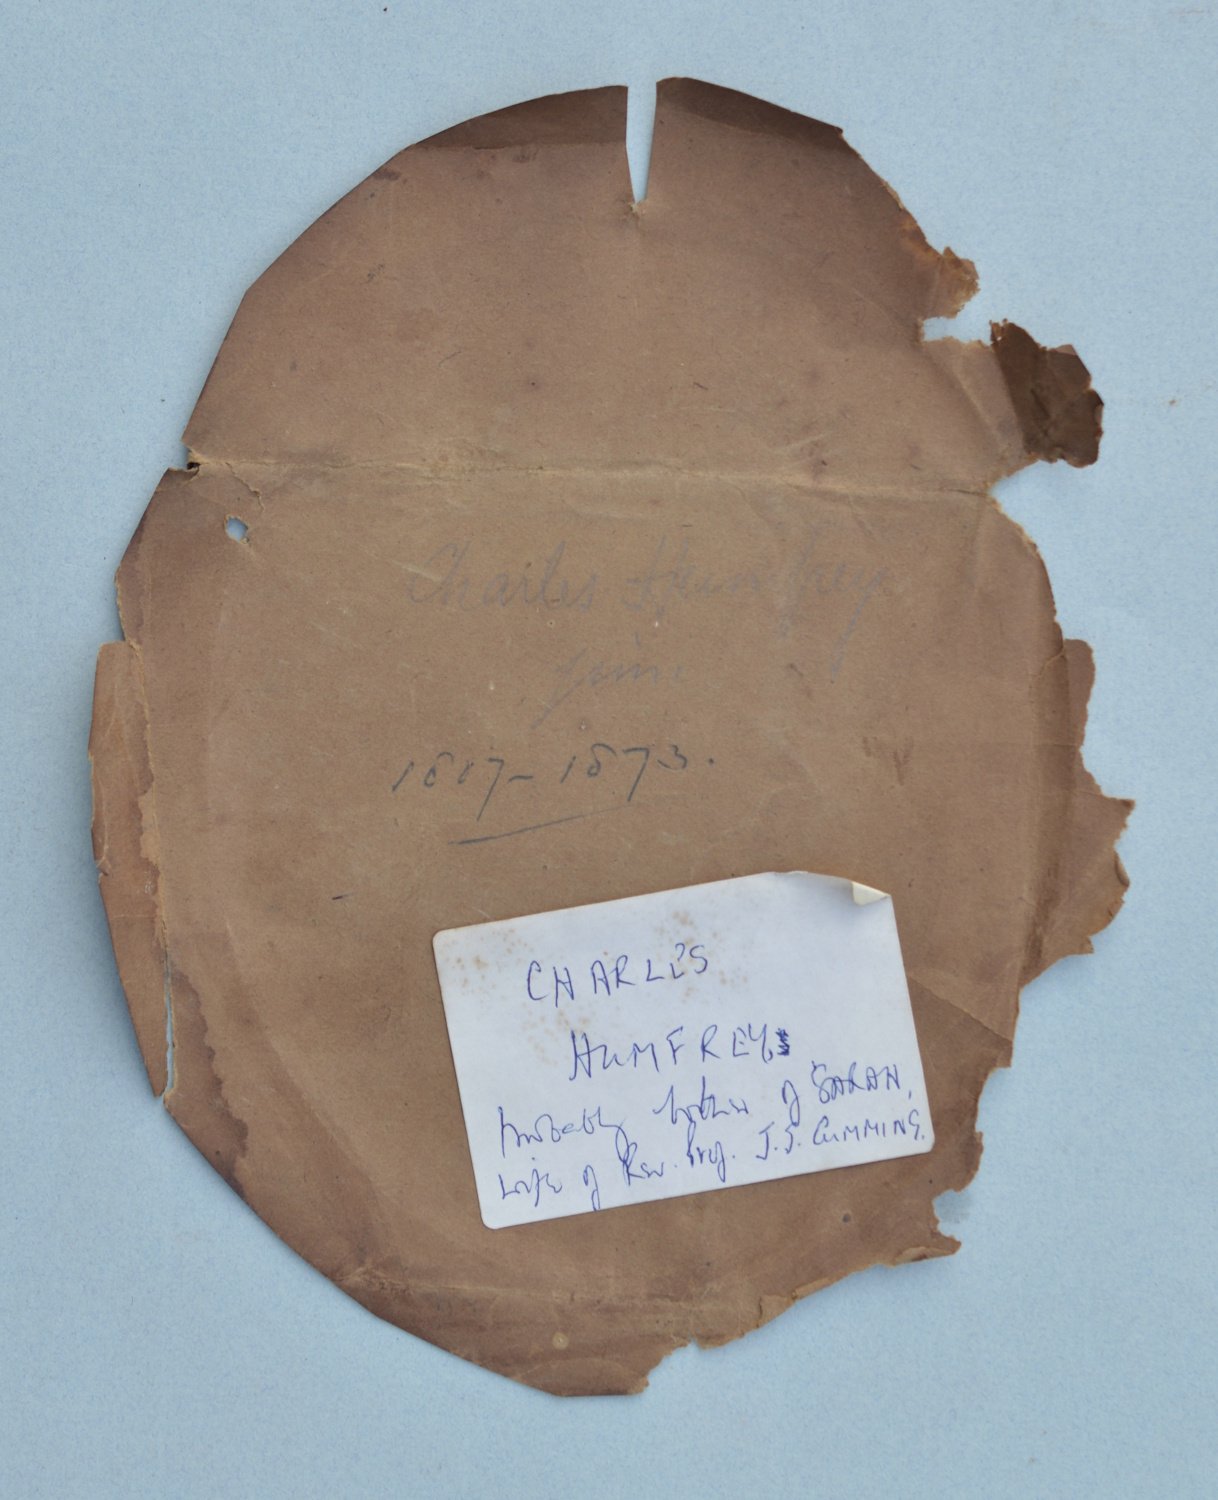 Charles Humfrey
junr.
1817–1873.
CHARLES
HUMFREY
probably brother of SARAH,
wife of Rev. Prof. J.J. CUMMING.